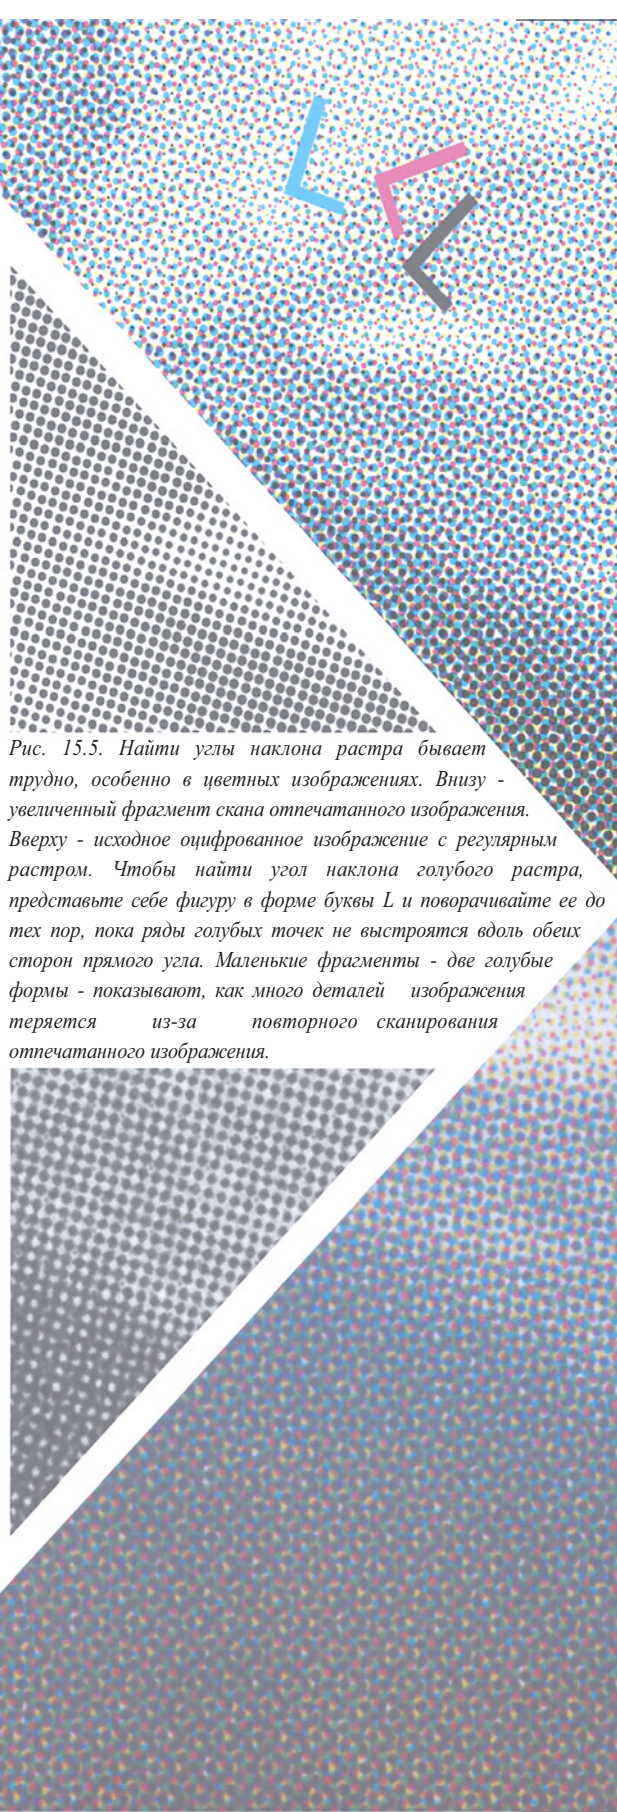 Рис. 15.5. Найти углы наклона растра бывает
трудно, особенно в цветных изображениях. Внизу -
увеличенный фрагмент скана отпечатанного изображения.
Вверху - исходное оцифрованное изображение с регулярным
растром. Чтобы найти угол наклона голубого растра,
представьте себе фигуру в форме буквы L и поворачивайте ее до
тех пор, пока ряды голубых точек не выстроятся вдоль обеих
сторон прямого угла. Маленькие фрагменты - две голубые
формы - показывают, как много деталей изображения
теряется из-за повторного сканирования
отпечатанного изображения.